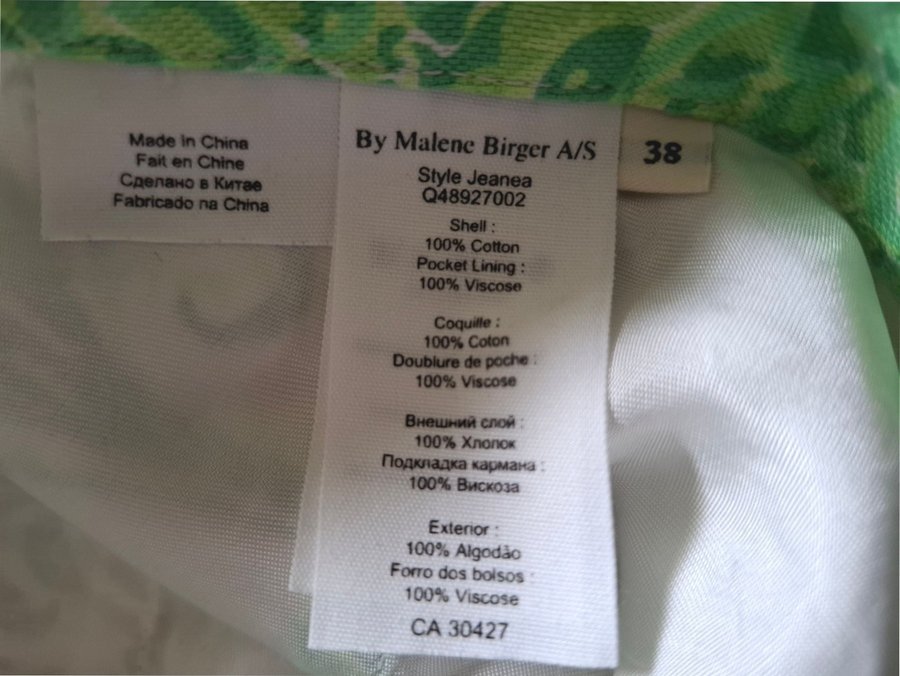 Made in China
Fait en Chine
Сделано в Китае
Fabricado na China
By Malene Birger A/S
Style Jeanea
Q48927002
Shell :
100% Cotton
Pocket Lining :
100% Viscose
Coquille :
100% Coton
Doublure de poche :
100% Viscose
Внешний слой :
100% Хлопок
Подкладка кармана :
100% Вискоза
Exterior :
100% Algodão
Forro dos bolsos :
100% Viscose
CA 30427
38